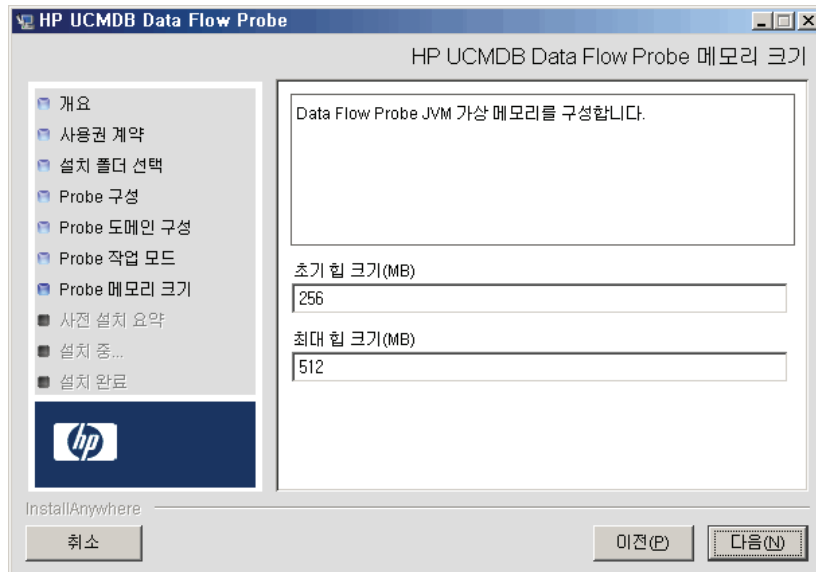 HP UCMDB Data Flow Probe
HP UCMDB Data Flow Probe 메모리 크기
개요
사용권 계약
설치 폴더 선택
Probe 구성
Probe 도메인 구성
Probe 작업 모드
Probe 메모리 크기
사전 설치 요약
설치 중...
설치 완료
hp
Data Flow Probe JVM 가상 메모리를 구성합니다.
초기 힙 크기(MB)
256
최대 힙 크기(MB)
512
InstallAnywhere
취소
이전(P)
다음(N)